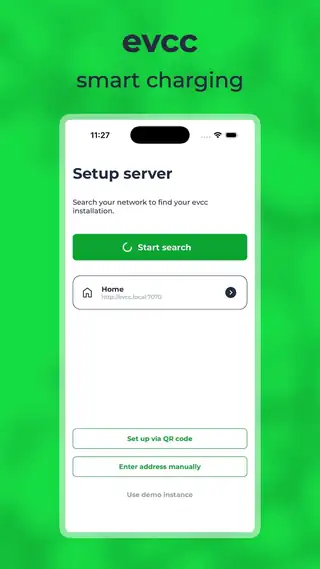 evcc
smart charging
11:27
Setup server
Search your network to find your evcc
installation.
Start search
Home
http://evcc.local:7070
Set up via QR code
Enter address manually
Use demo instance